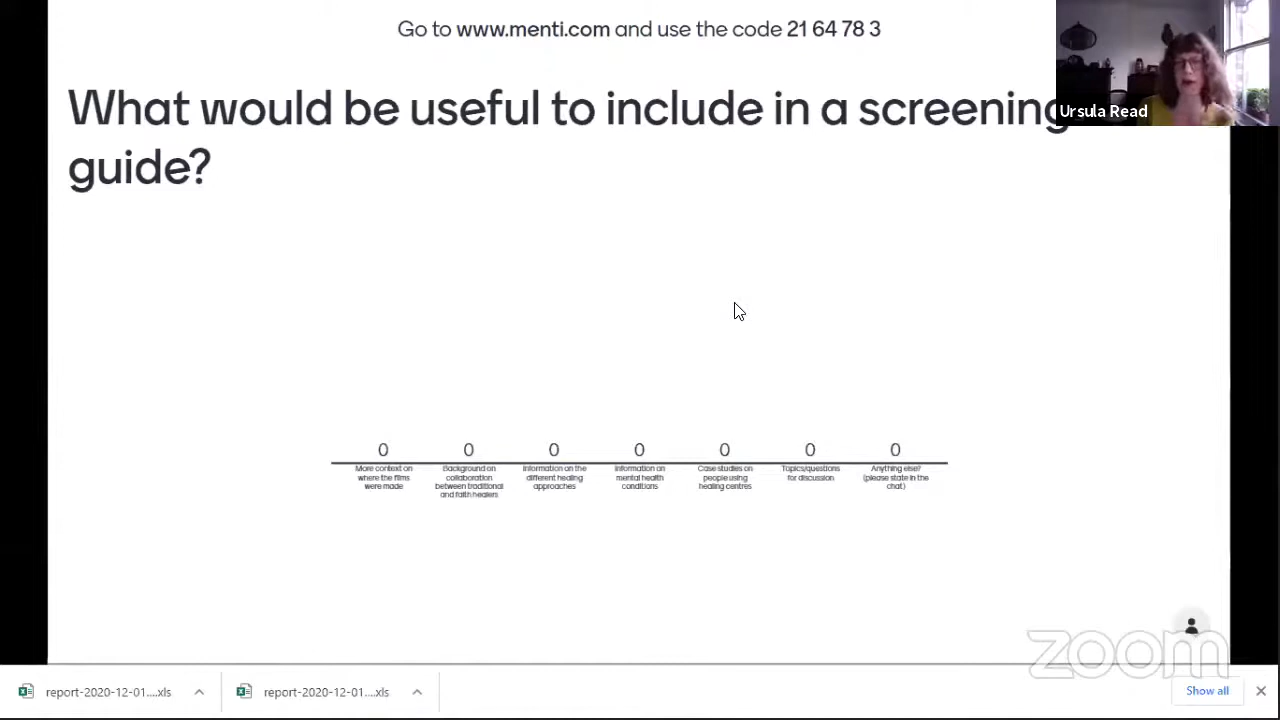 Go to www.menti.com and use the code 21 64 78 3
What would be useful to include in a screening
guide?
Ursula Read
0 0 0 0 0 0 0
More context on
where the films
were made
Background on
collaboration
between traditional
and faith healers
Information on the
different healing
approaches
Information on
mental health
conditions
Case studies on
people using
healing centres
Topics/questions
for discussion
Anything else?
(please state in the
chat)
zoom
report-2020-12-01....xls
report-2020-12-01....xls
Show all